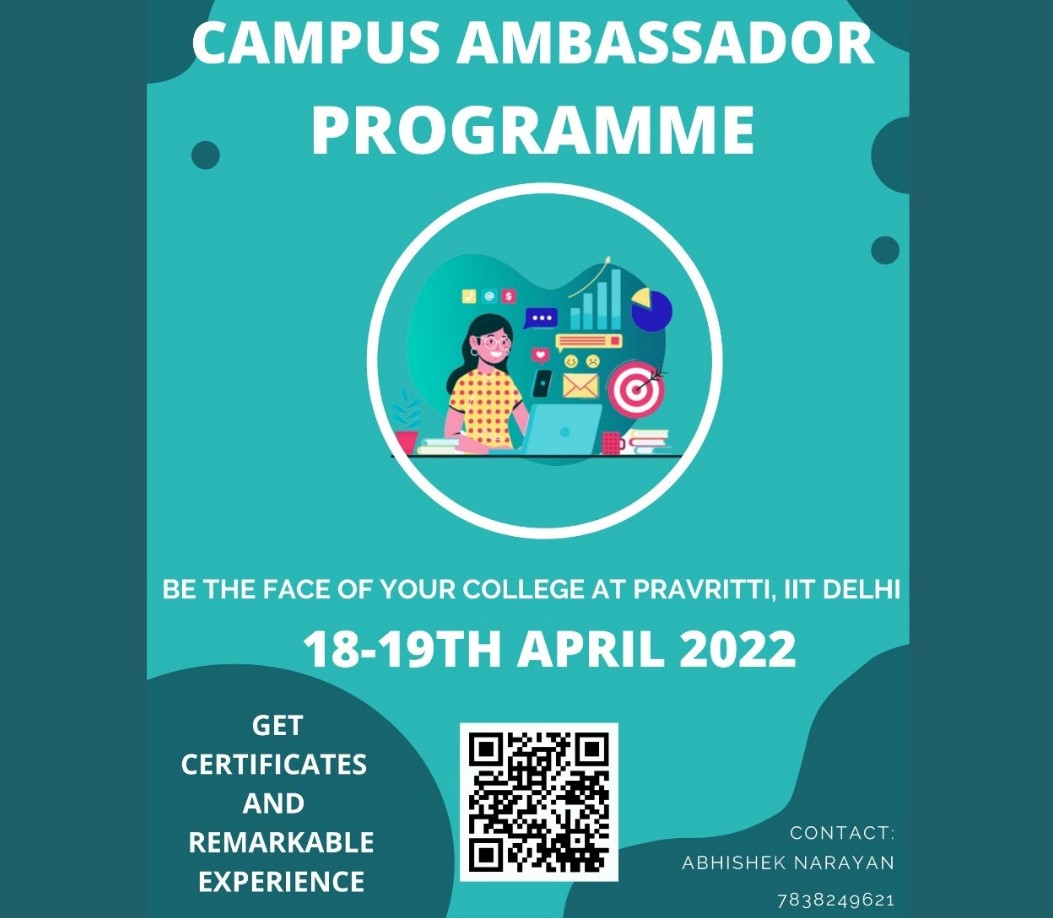 CAMPUS AMBASSADOR
PROGRAMME
BE THE FACE OF YOUR COLLEGE AT PRAVRITTI, IIT DELHI
18-19TH APRIL 2022
GET
CERTIFICATES
AND
REMARKABLE
EXPERIENCE
CONTACT:
ABHISHEK NARAYAN
7838249621